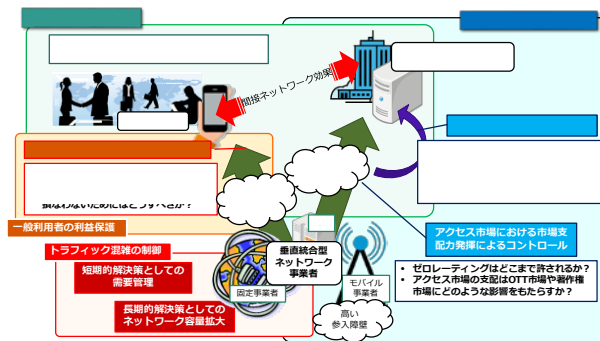 間接ネットワーク効果
損なわないためにはどうすべきか？
一般利用者の利益保護
トラフィック混雑の制御
短期的解決策としての
需要管理
長期的解決策としての
ネットワーク容量拡大
垂直統合型
ネットワーク
事業者
固定事業者
モバイル
事業者
高い
参入障壁
アクセス市場における市場支
配力発揮によるコントロール
• ゼロレーティングはどこまで許されるか？
• アクセス市場の支配はOTT市場や著作権
市場にどのような影響をもたらすか？